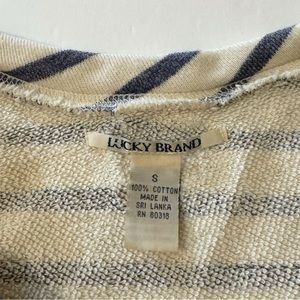 LUCKY BRAND
S
100% COTTON
MADE IN
SRI LANKA
RN 80318